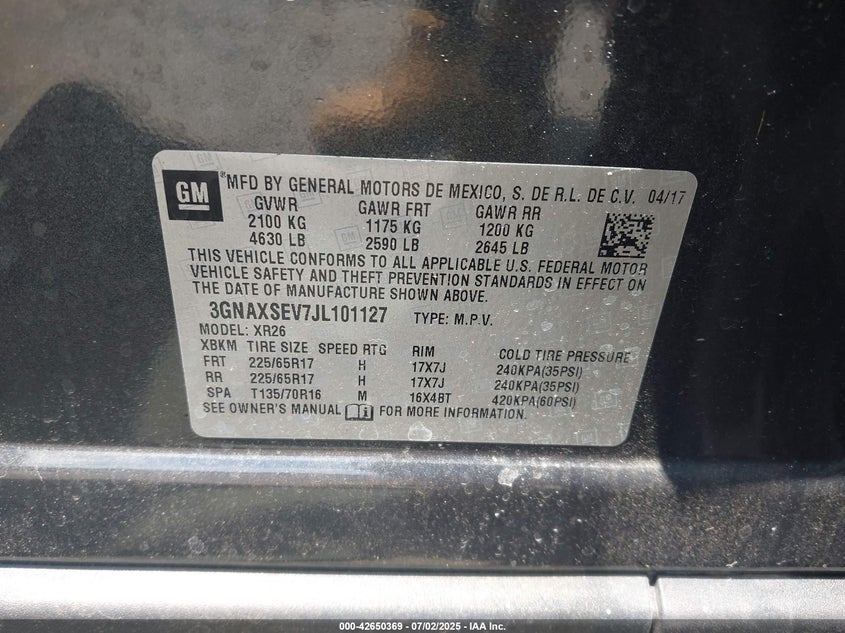 GM ®MFD BY GENERAL MOTORS DE MEXICO, S. DE R.L. DE C.V. 04/17
GVWR GAWR FRT GAWR RR
2100 KG 1175 KG 1200 KG
4630 LB 2590 LB 2645 LB
THIS VEHICLE CONFORMS TO ALL APPLICABLE U.S. FEDERAL MOTOR
VEHICLE SAFETY AND THEFT PREVENTION STANDARDS IN EFFECT ON
THE DATE OF MANUFACTURE SHOWN ABOVE.
3GNAXSEV7JL101127 TYPE: M.P.V.
MODEL: XR26
XBKM TIRE SIZE SPEED RTG RIM COLD TIRE PRESSURE
FRT 225/65R17 H 17X7J 240KPA(35PSI)
RR 225/65R17 H 17X7J 240KPA(35PSI)
SPA T135/70R16 M 16X4BT 420KPA(60PSI)
SEE OWNER'S MANUAL FOR MORE INFORMATION.
000-42650369 - 07/02/2025 - IAA Inc.